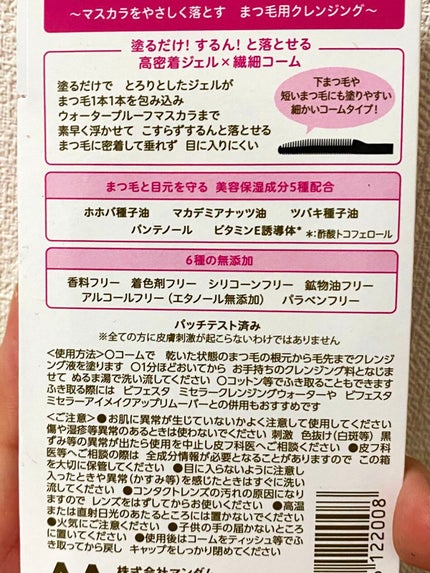 ～マスカラをやさしく落とす　まつ毛用クレンジング～
塗るだけ！するん！と落とせる
高密着ジェル×繊細コーム
塗るだけで　とろりとしたジェルが
まつ毛1本1本を包み込み
ウォータープルーフマスカラまで
素早く浮かせて　こすらずするんと落とせる
まつ毛に密着して垂れず　目に入りにくい
下まつ毛や
短いまつ毛にも塗りやすい
細かいコームタイプ！
まつ毛と目元を守る　美容保湿成分5種配合
ホホバ種子油　マカデミアナッツ油　ツバキ種子油
パンテノール　ビタミンE誘導体*　*：酢酸トコフェロール
6種の無添加
香料フリー　着色剤フリー　シリコーンフリー　鉱物油フリー
アルコールフリー（エタノール無添加）　パラベンフリー
パッチテスト済み
※全ての方に皮膚刺激が起こらないわけではありません
＜使用方法＞○コームで　乾いた状態のまつ毛の根元から毛先までクレンジ
ング液を塗ります　○1分ほどおいてから　お手持ちのクレンジング料となじま
せて　ぬるま湯で洗い流してください　○コットン等でふき取ることもできます
ふき取る際には　ビフェスタ　ミセラークレンジングウォーターや　ビフェスタ
ミセラーアイメイクアップリムーバーとの併用もおすすめです
＜ご注意＞●お肌に異常が生じていないかよく注意して使用してください
傷や湿疹等異常のあるときは使わないでください　刺激　色抜け(白斑等)　黒
ずみ等の異常が出たら使用を中止し皮フ科医へご相談ください　●皮フ科
医等へご相談の際は　全成分情報が必要となることがありますので　この箱
を大切に保管してください　●目に入らないように注意し
入ったときや異常(かすみ等)を感じたときはすぐに洗い
流してください　●コンタクトレンズの汚れの原因になり
ますので　レンズをはずしてからお使いください　●高温
または直射日光のあたるところには置かないでください
●火気にご注意ください　●子供の手の届かないところ
に置いてください　●使用後はコームをティッシュ等でふ
き取ってから戻し　キャップをしっかり閉めてください
株式会社マンダム
122008